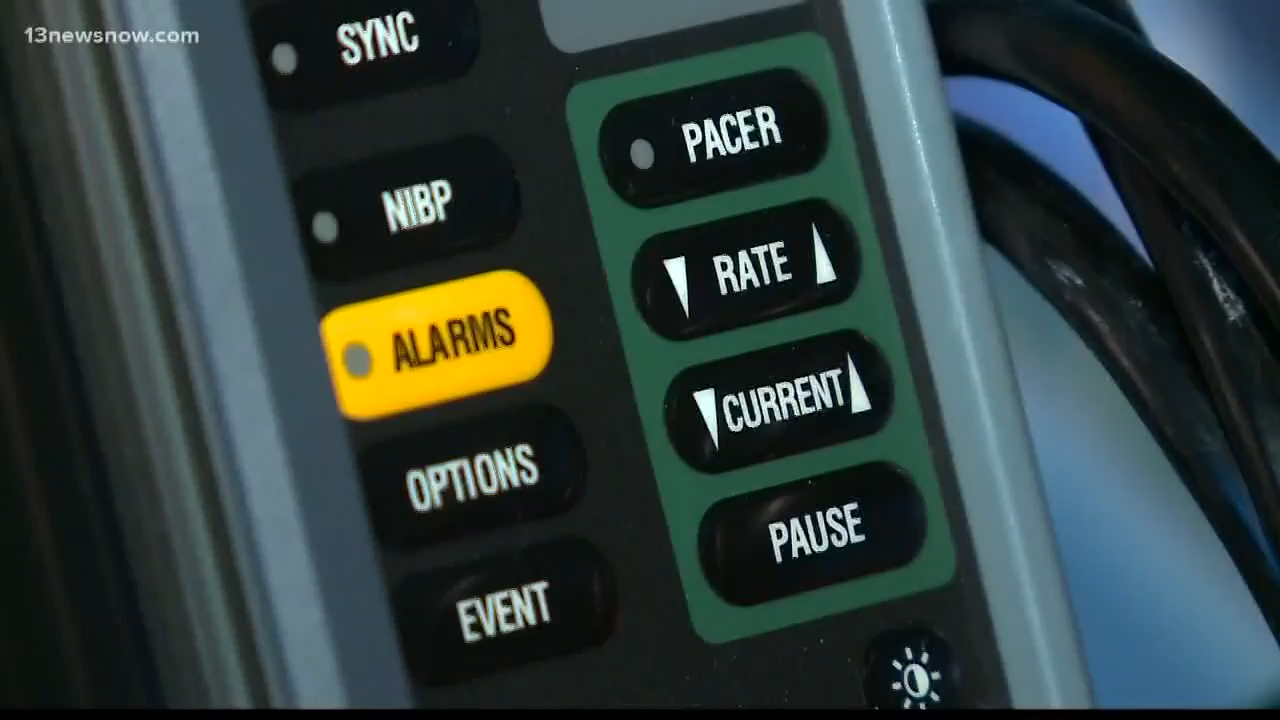 13newsnow.com
SYNC
NIBP
ALARMS
OPTIONS
EVENT
PACER
RATE
CURRENT
PAUSE